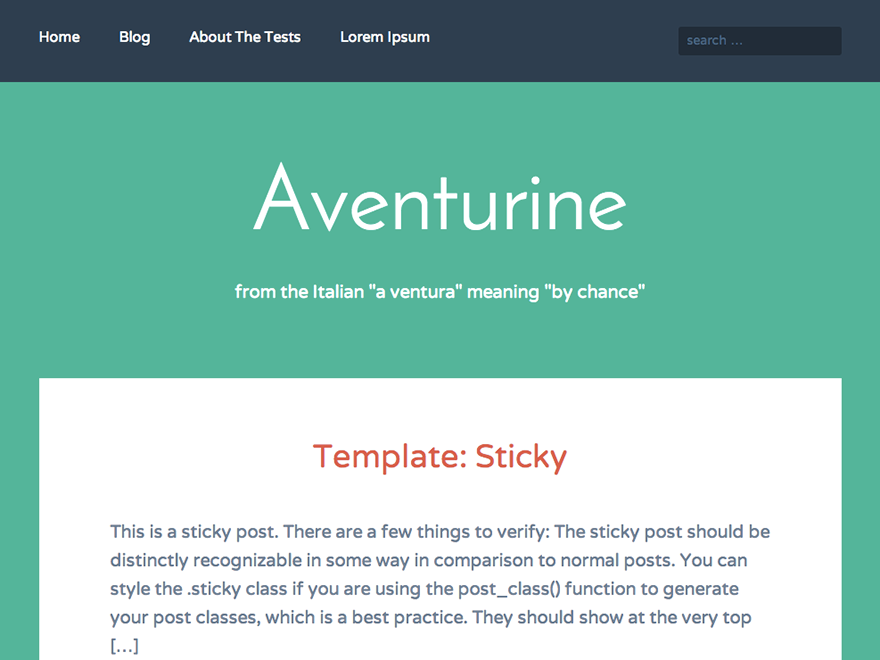 Home Blog About The Tests Lorem Ipsum search ...
Aventurine
from the Italian "a ventura" meaning "by chance"
Template: Sticky
This is a sticky post. There are a few things to verify: The sticky post should be
distinctly recognizable in some way in comparison to normal posts. You can
style the .sticky class if you are using the post_class() function to generate
your post classes, which is a best practice. They should show at the very top
[…]